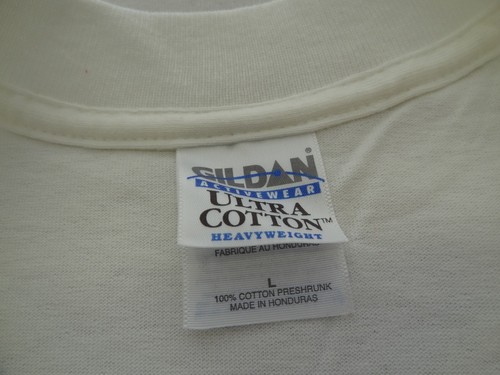 GILDAN®
ACTIVEWEAR
ULTRA
COTTON™
HEAVYWEIGHT
FABRIQUE AU HONDURAS
L
100% COTTON PRESHRUNK
MADE IN HONDURAS